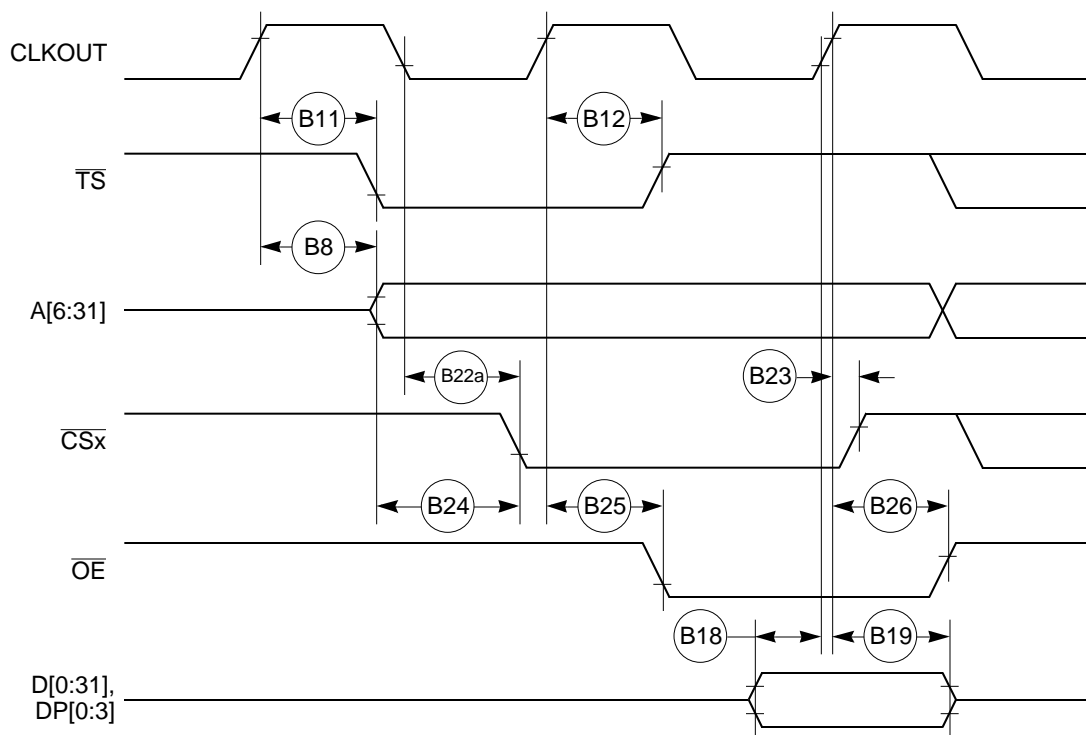 CLKOUT
B11
B12
TS
B8
A[6:31]
B22a
B23
CSx
B24
B25
B26
OE
B18
B19
D[0:31],
DP[0:3]